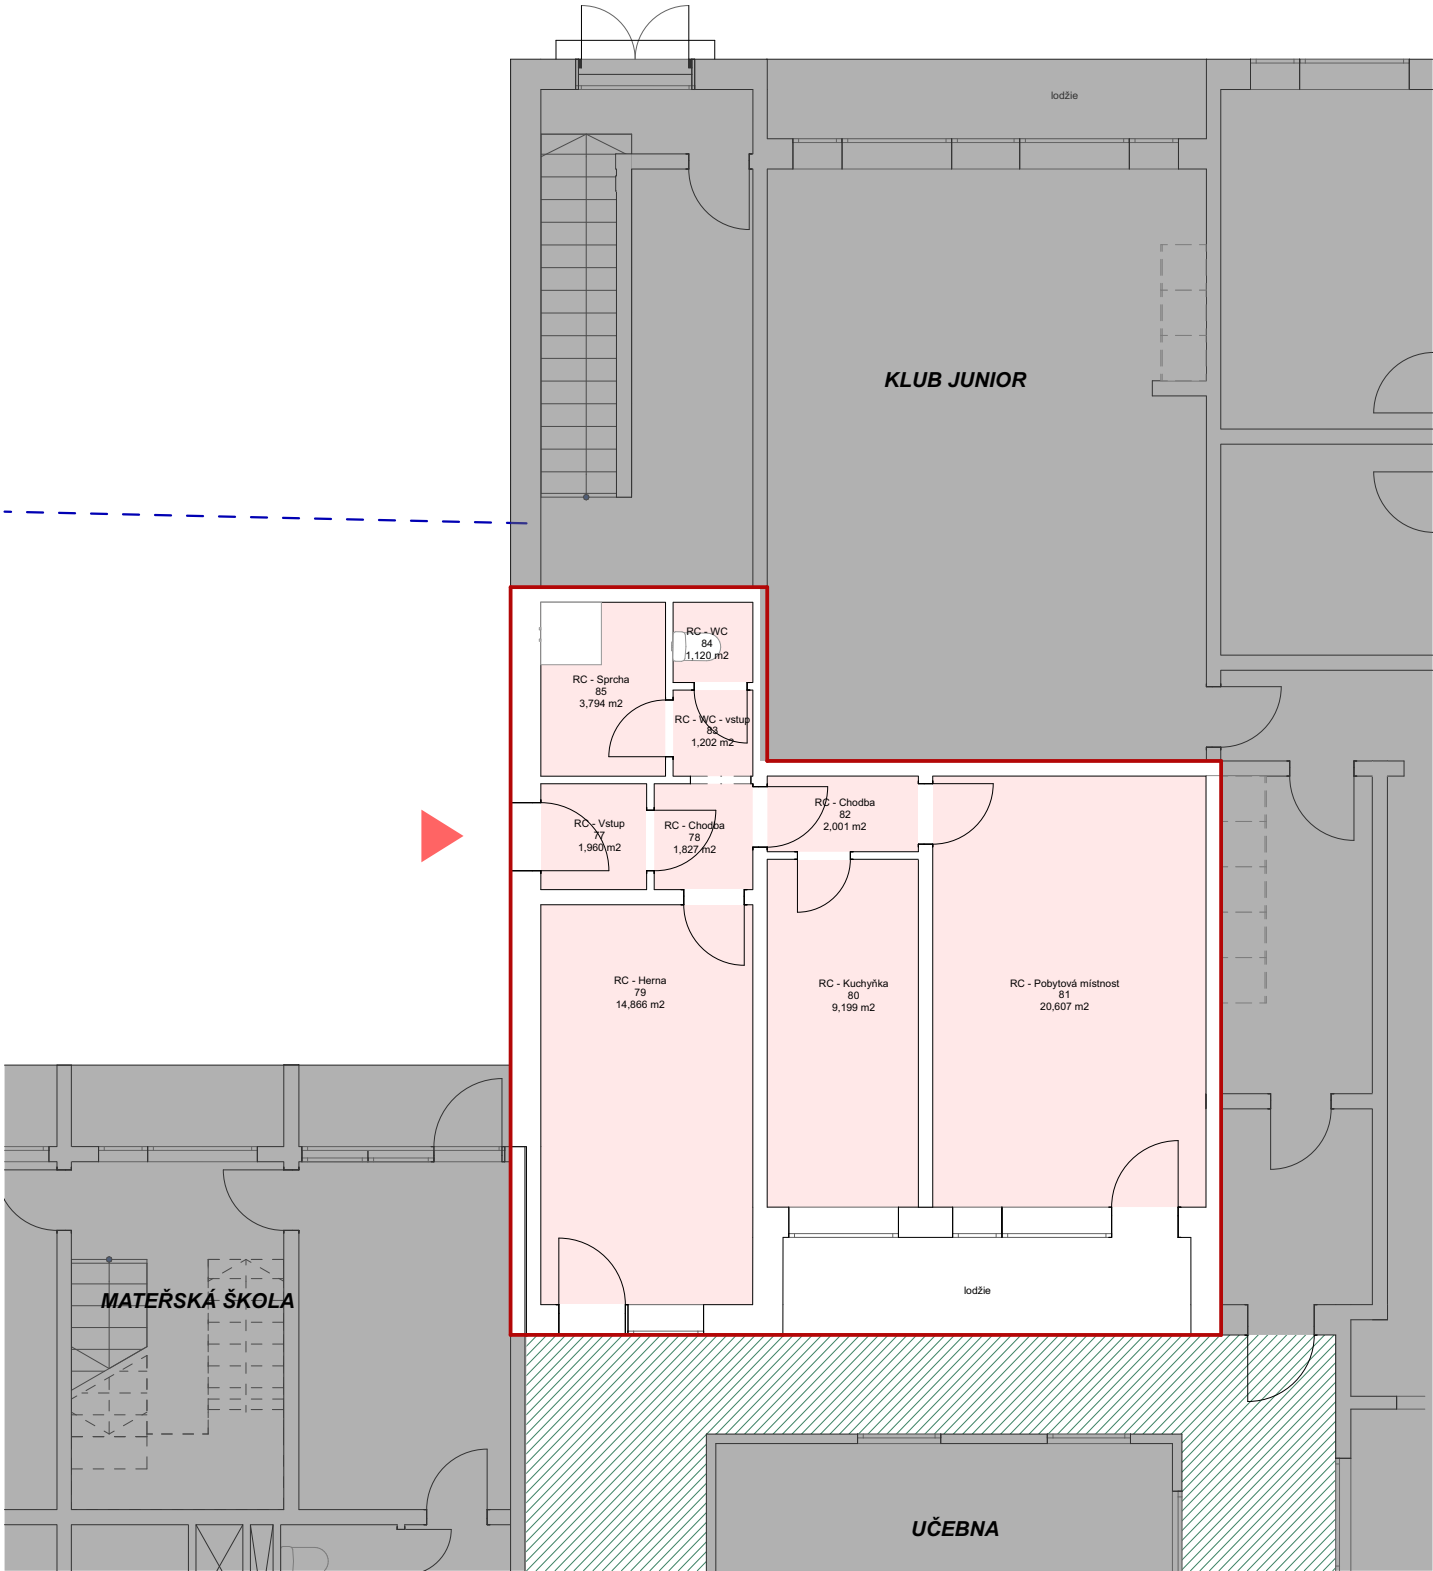 lodžie
KLUB JUNIOR
RC - WC
84
1,120 m2
RC - Sprcha
85
3,794 m2
RC - WC - vstup
83
1,202 m2
RC - Vstup
77
1,960 m2
RC - Chodba
78
1,827 m2
RC - Chodba
82
2,001 m2
RC - Herna
79
14,866 m2
RC - Kuchyňka
80
9,199 m2
RC - Pobytová místnost
81
20,607 m2
lodžie
MATEŘSKÁ ŠKOLA
UČEBNA